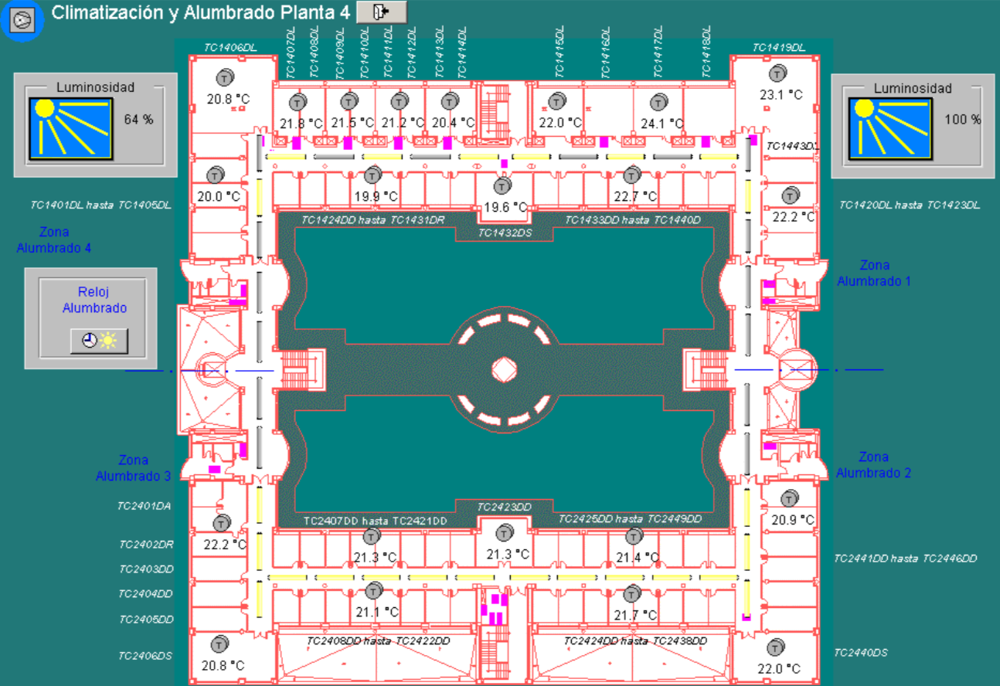 Climatización y Alumbrado Planta 4
TC1406DL
TC1407DL
TC1408DL
TC1409DL
TC1410DL
TC1411DL
TC1412DL
TC1413DL
TC1414DL
TC1415DL
TC1416DL
TC1417DL
TC1418DL
TC1419DL
Luminosidad
64 %
Luminosidad
100 %
T
20.8 °C
T
21.8 °C
T
21.5 °C
T
21.2 °C
T
20.4 °C
T
22.0 °C
T
24.1 °C
T
23.1 °C
TC1443DL
T
20.0 °C
T
19.9 °C
T
19.6 °C
T
22.7 °C
T
22.2 °C
TC1401DL hasta TC1405DL
TC1420DL hasta TC1423DL
TC1424DD hasta TC1431DR
TC1432DS
TC1433DD hasta TC1440D
Zona
Alumbrado 4
Zona
Alumbrado 1
Reloj
Alumbrado
Zona
Alumbrado 3
Zona
Alumbrado 2
TC2401DA
TC2402DR
TC2403DD
TC2404DD
TC2405DD
TC2406DS
TC2407DD hasta TC2421DD
TC2423DD
TC2425DD hasta TC2449DD
T
22.2 °C
T
21.3 °C
T
21.3 °C
T
21.4 °C
T
20.9 °C
TC2441DD hasta TC2446DD
T
21.1 °C
T
21.7 °C
TC2408DD hasta TC2422DD
TC2424DD hasta TC2438DD
T
20.8 °C
T
22.0 °C
TC2440DS